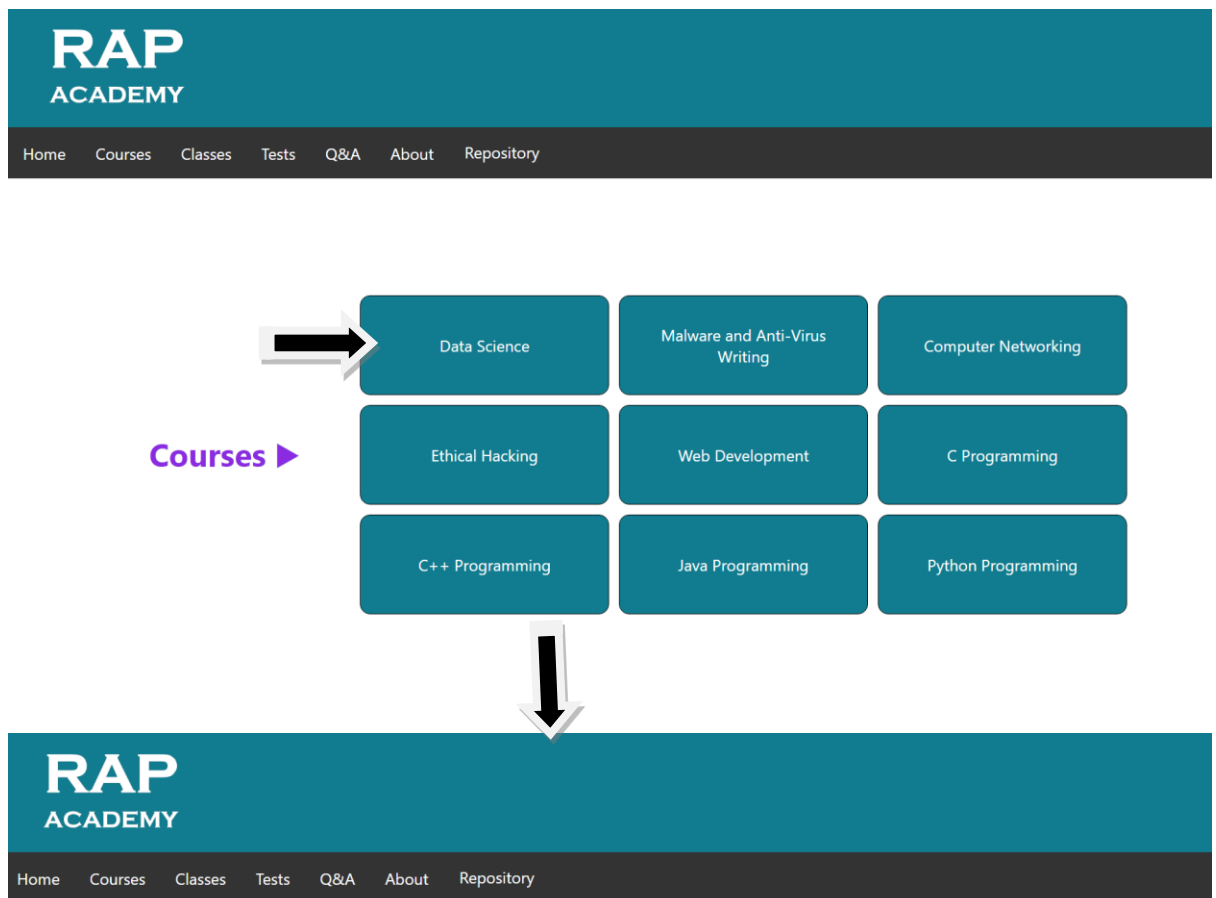 RAP
ACADEMY
Home Courses Classes Tests Q&A About Repository
Data Science
Malware and Anti-Virus
Writing
Computer Networking
Courses
Ethical Hacking
Web Development
C Programming
C++ Programming
Java Programming
Python Programming
RAP
ACADEMY
Home Courses Classes Tests Q&A About Repository